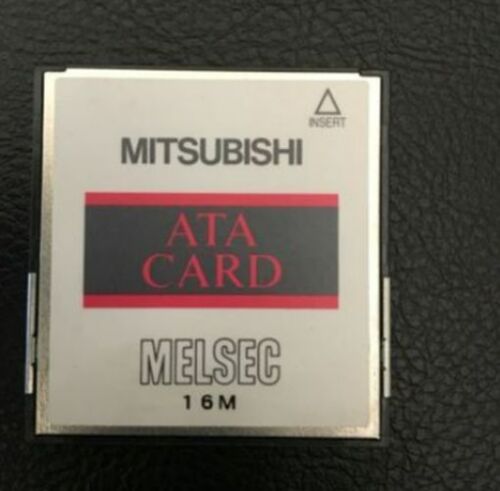 INSERT
MITSUBISHI
ATA
CARD
MELSEC
16M